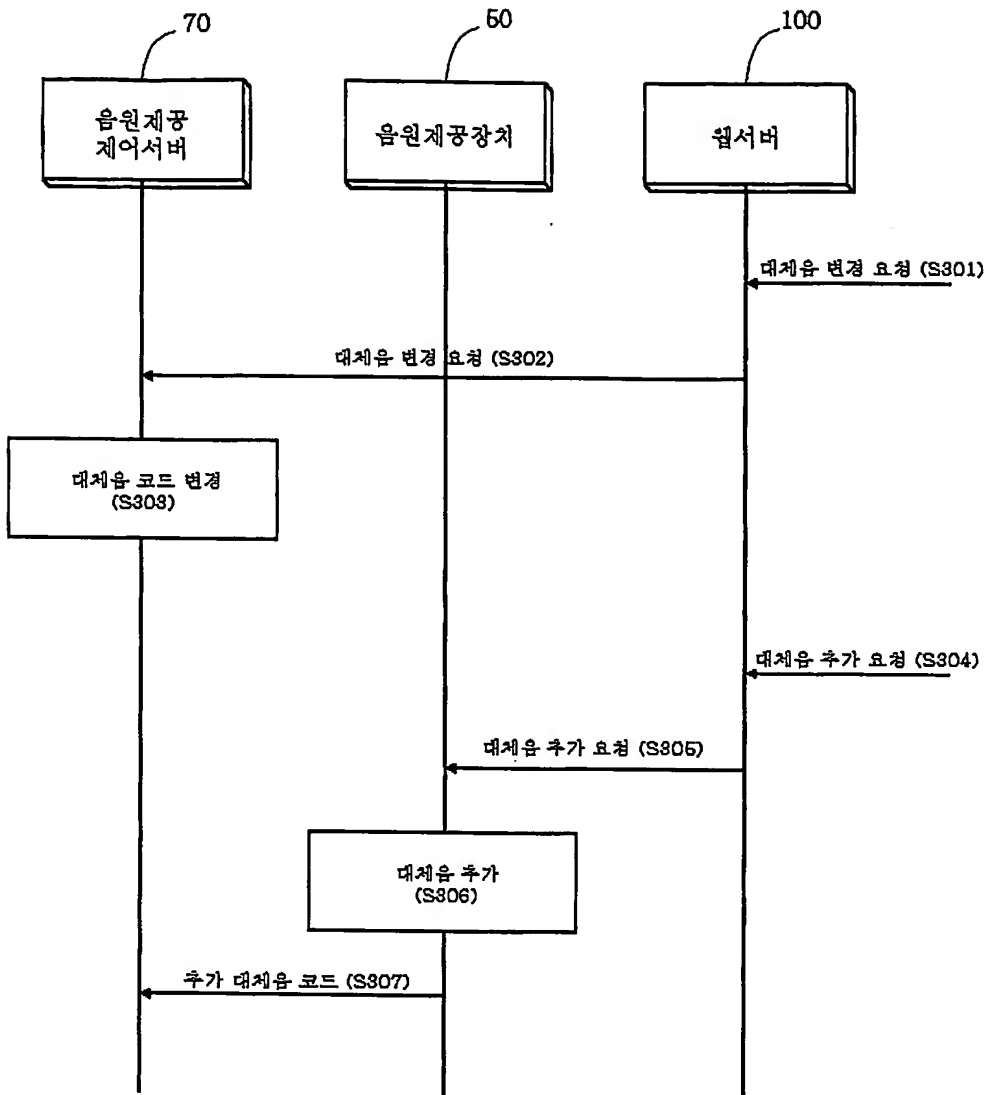 70
60
100
음원제공
제어서버
음원제공장치
웹서버
대체음 변경 요청 (S301)
대체음 변경 요청 (S302)
대체음 코드 변경
(S303)
대체음 추가 요청 (S304)
대체음 추가 요청 (S305)
대체음 추가
(S306)
추가 대체음 코드 (S307)